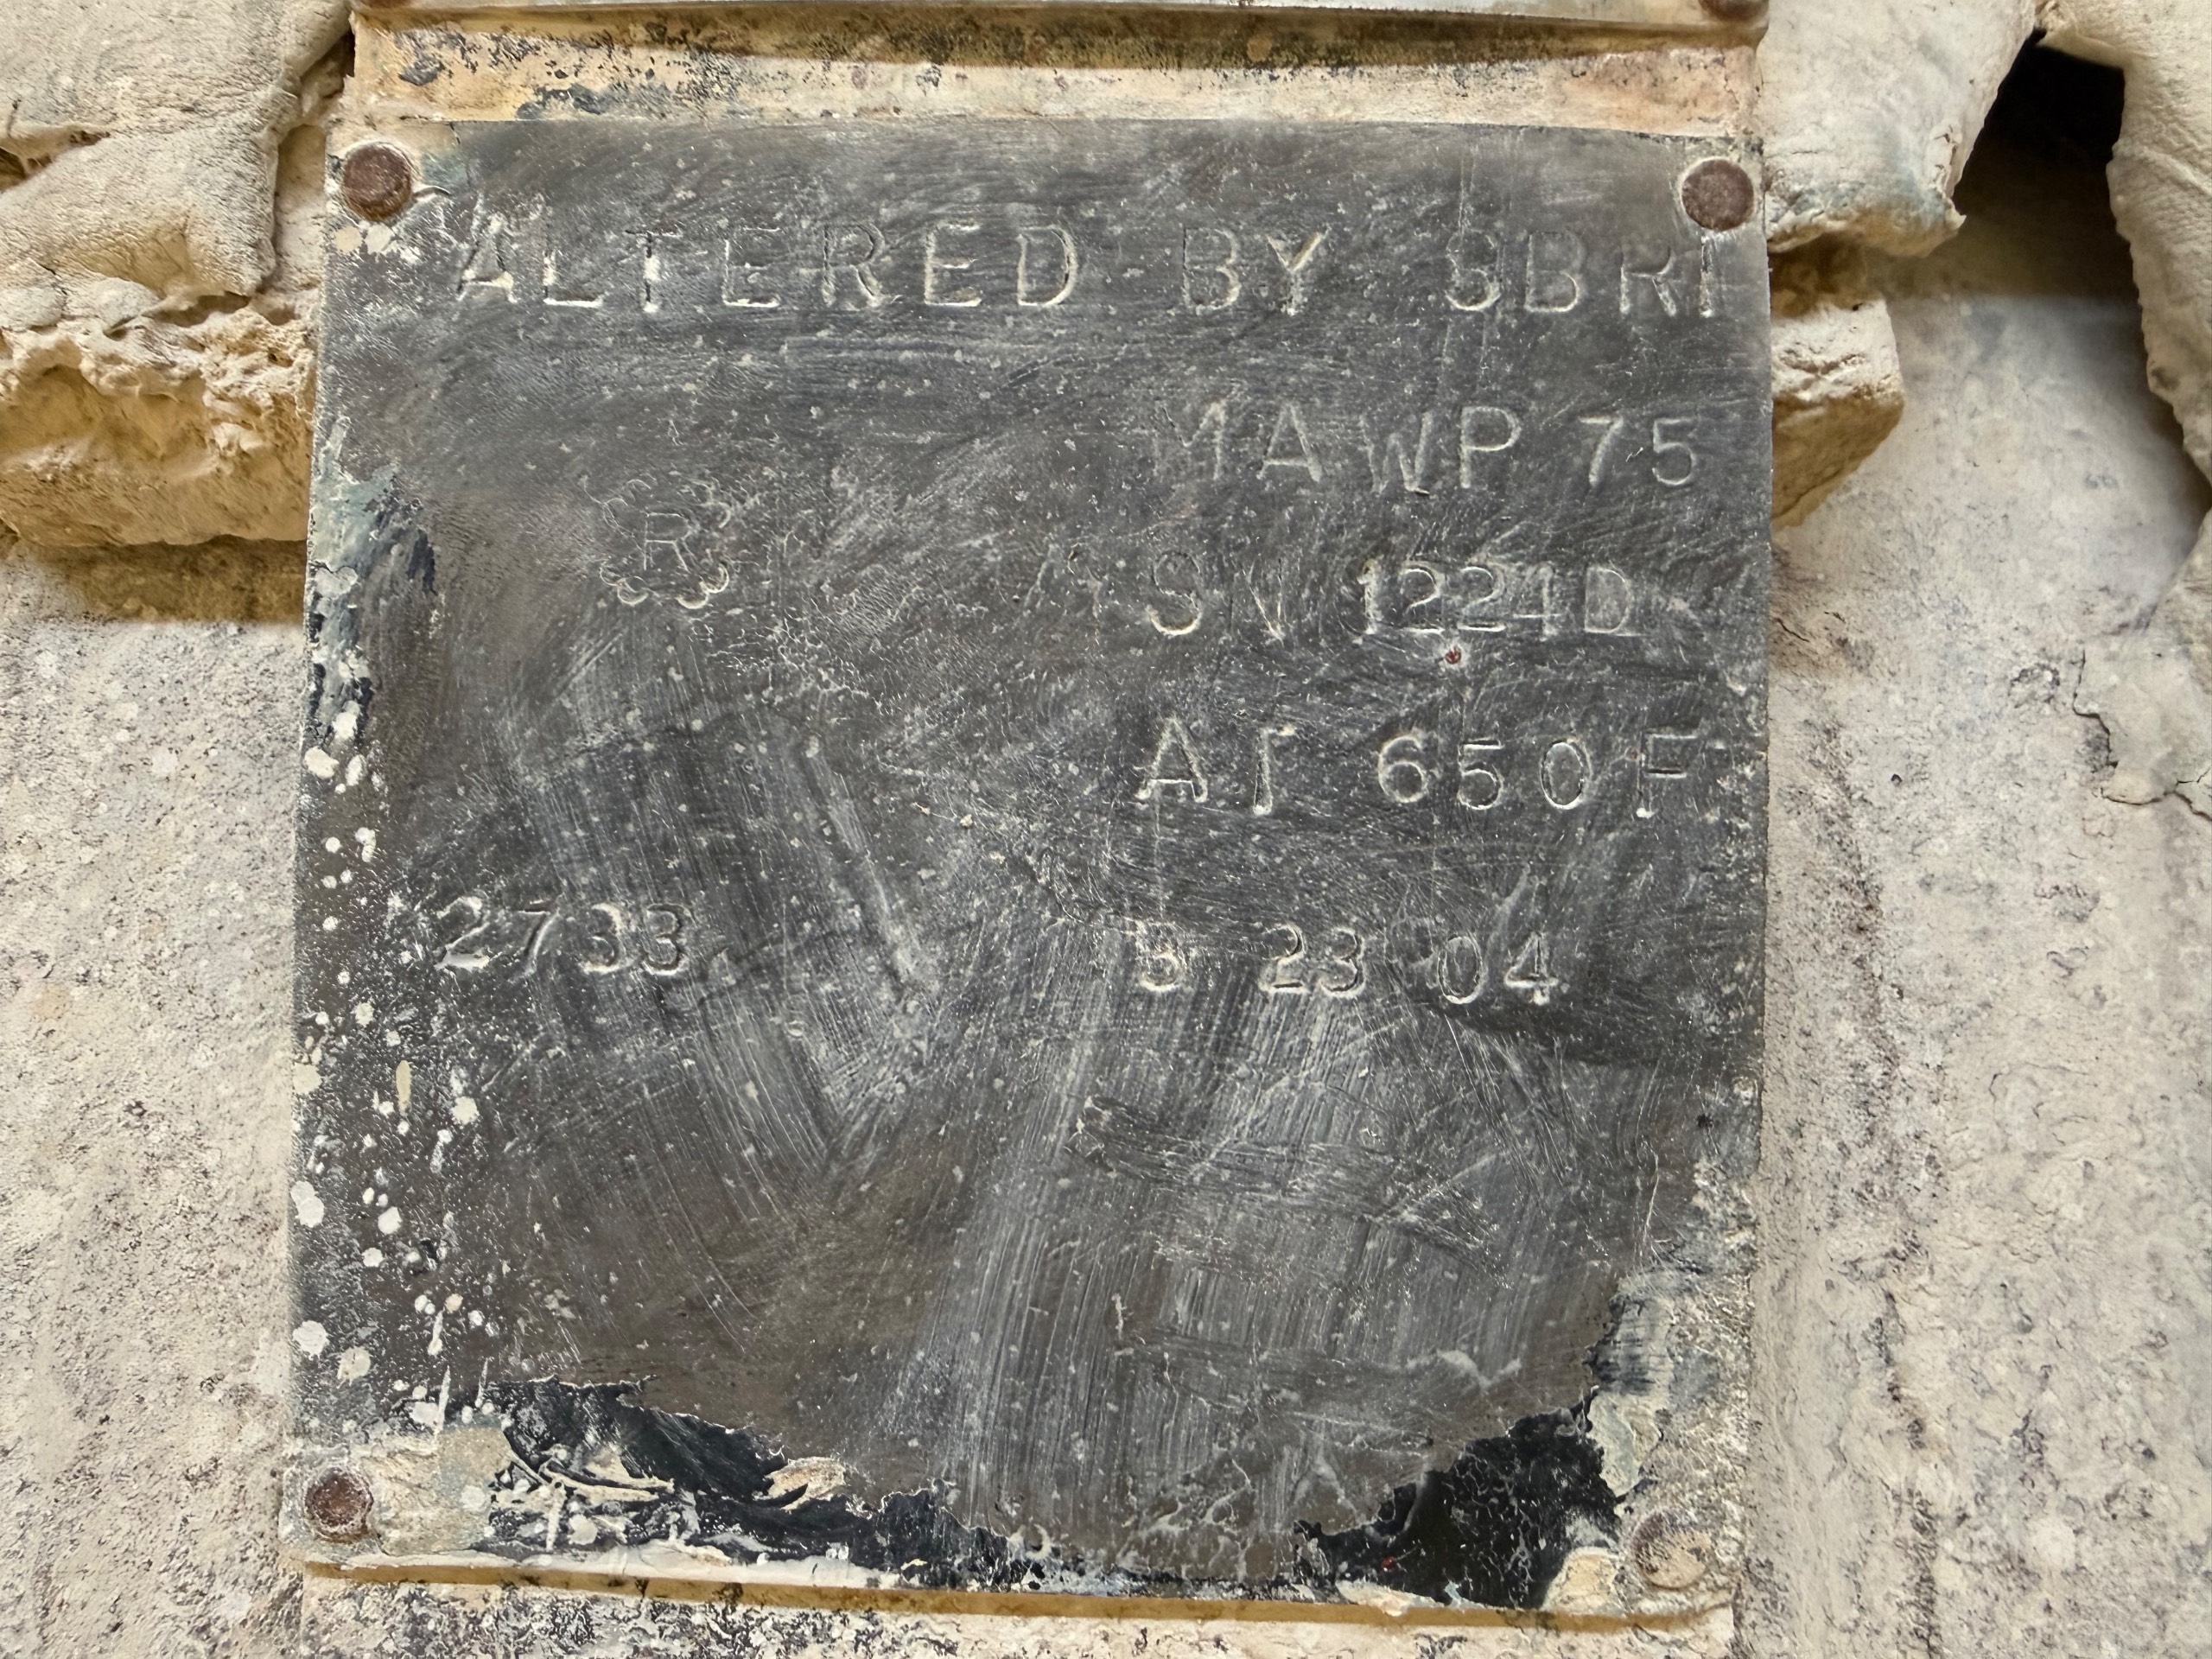 ALTERED BY SBRI
MAWP 75
R
SN 1224D
AT 650F
2733
5 23 04